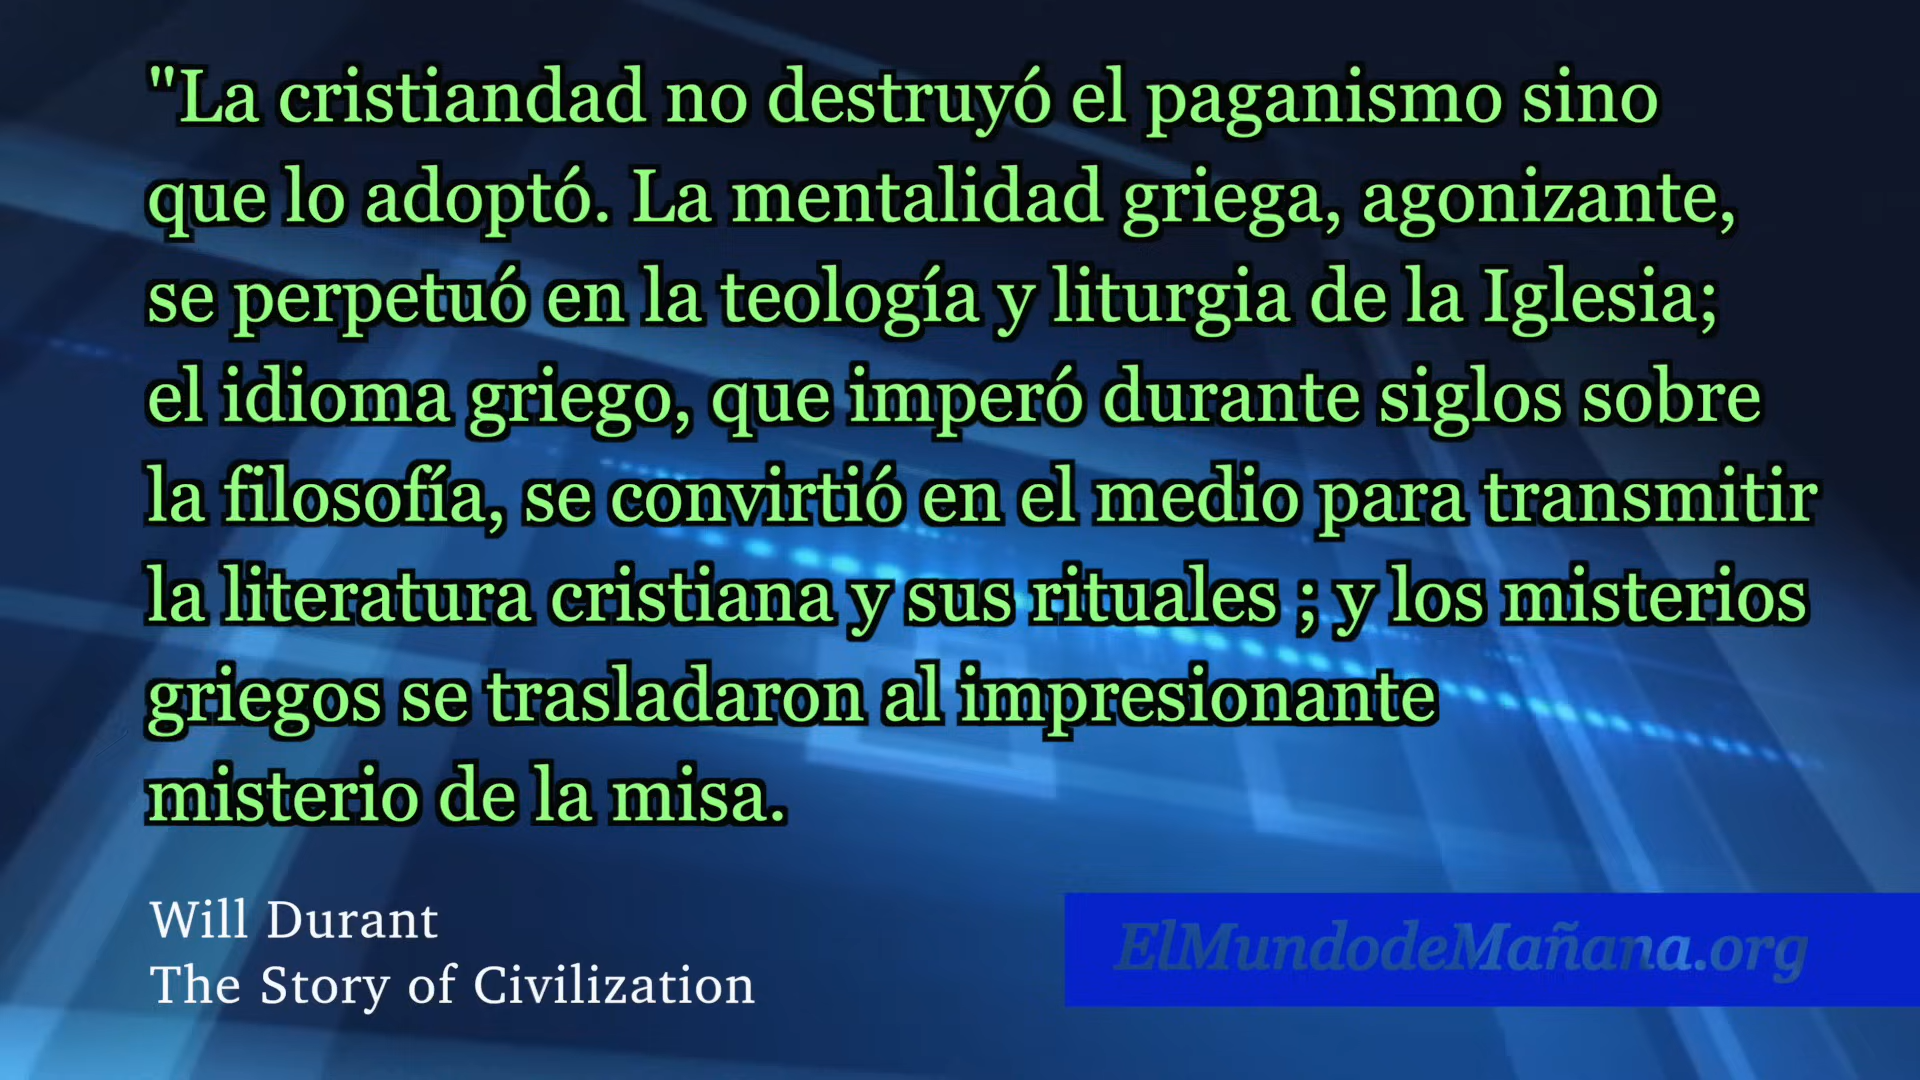 "La cristiandad no destruyó el paganismo sino
que lo adoptó. La mentalidad griega, agonizante,
se perpetuó en la teología y liturgia de la Iglesia;
el idioma griego, que imperó durante siglos sobre
la filosofía, se convirtió en el medio para transmitir
la literatura cristiana y sus rituales ; y los misterios
griegos se trasladaron al impresionante
misterio de la misa.
Will Durant
The Story of Civilization
ElMundodeMañana.org